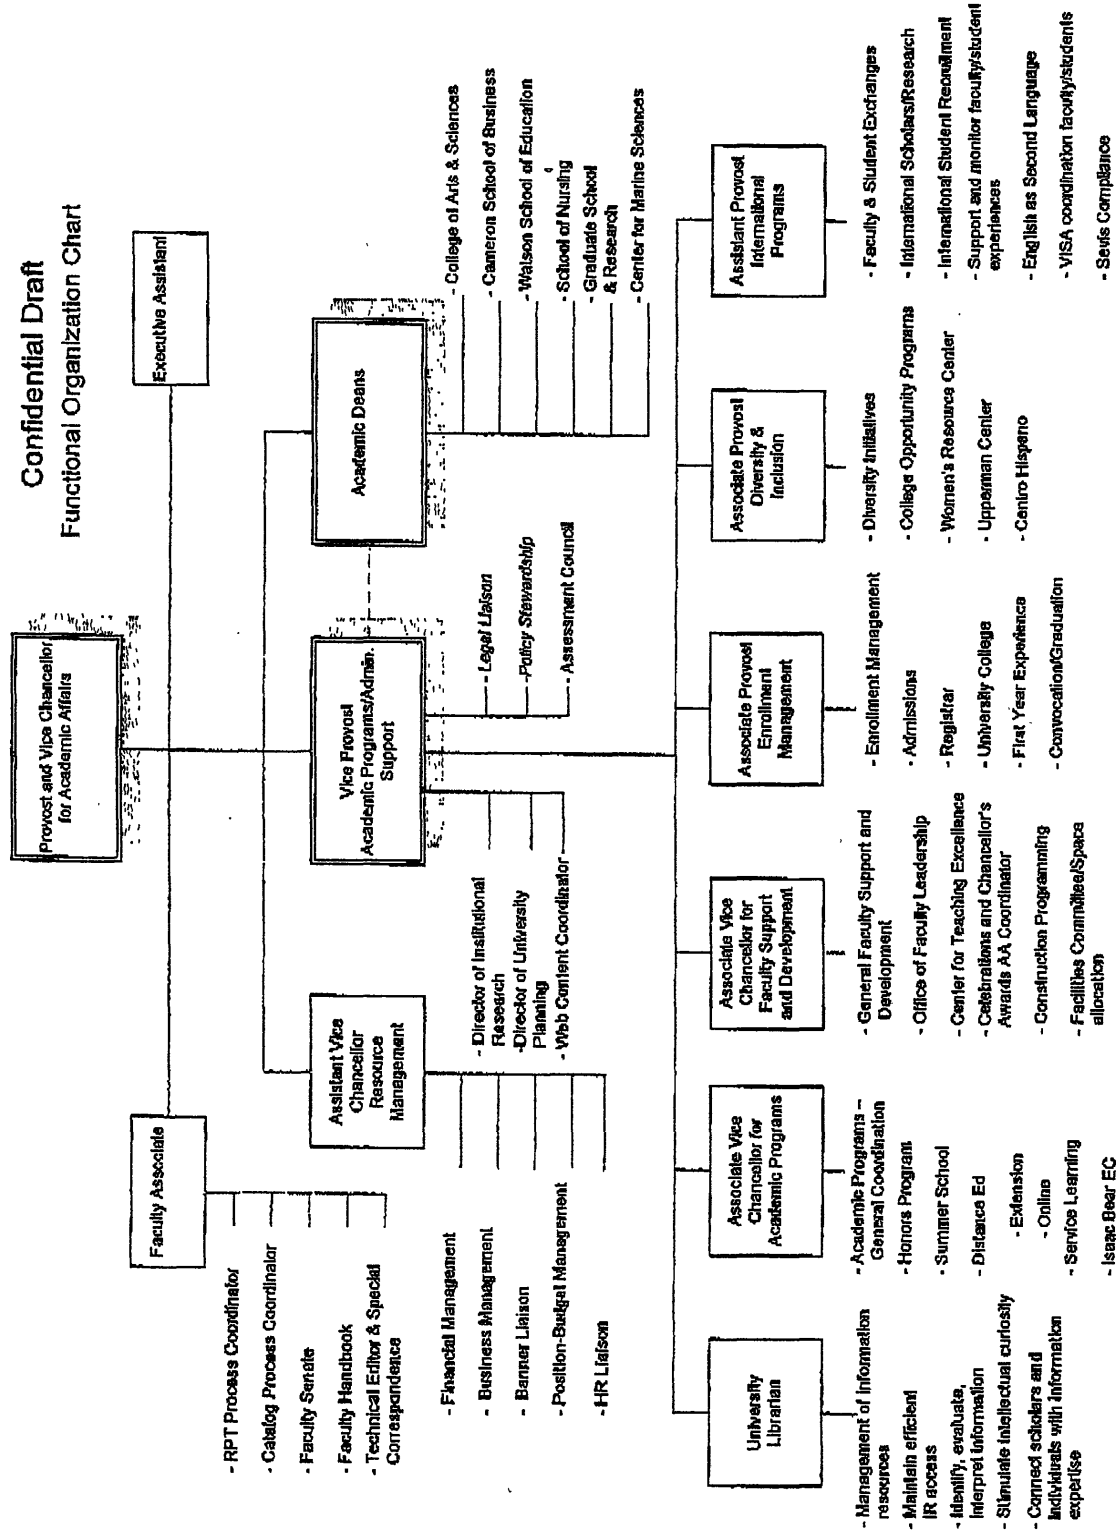 Confidential Draft
Functional Organization Chart
Provost and Vice Chancellor
for Academic Affairs
Faculty Associate
- RPT Process Coordinator
- Catalog Process Coordinator
- Faculty Senate
- Faculty Handbook
- Technical Editor & Special
Correspondence
Executive Assistant
Assistant Vice
Chancellor
Resource
Management
- Financial Management
- Business Management
- Banner Liaison
- Position-Budget Management
- HR Liaison
Vice Provost
Academic Programs/Admin.
Support
- Director of Institutional
Research
-Director of University
Planning
- Web Content Coordinator
- Legal Liaison
- Policy Stewardship
- Assessment Council
Academic Deans
- College of Arts & Sciences
- Cameron School of Business
- Watson School of Education
- School of Nursing
- Graduate School
& Research
- Center for Marine Sciences
University
Librarian
- Management of information
resources
- Maintain efficient
IR access
- Identify, evaluate,
interpret information
- Stimulate intellectual curiosity
- Connect scholars and
individuals with information
expertise
Associate Vice
Chancellor for
Academic Programs
- Academic Programs –
General Coordination
- Honors Program
- Summer School
- Distance Ed
- Extension
- Online
- Service Learning
- Isaac Bear EC
Associate Vice
Chancellor for
Faculty Support
and Development
- General Faculty Support and
Development
- Office of Faculty Leadership
- Center for Teaching Excellence
- Celebrations and Chancellor's
Awards AA Coordinator
- Construction Programming
- Facilities Committee/Space
allocation
Associate Provost
Enrollment
Management
- Enrollment Management
- Admissions
- Registrar
- University College
- First Year Experience
- Convocation/Graduation
Associate Provost
Diversity &
Inclusion
- Diversity Initiatives
- College Opportunity Programs
- Women's Resource Center
- Upperman Center
- Centro Hispano
Assistant Provost
International
Programs
- Faculty & Student Exchanges
- International Scholars/Research
- International Student Recruitment
- Support and monitor faculty/student
experiences
- English as Second Language
- VISA coordination faculty/students
- Sevis Compliance